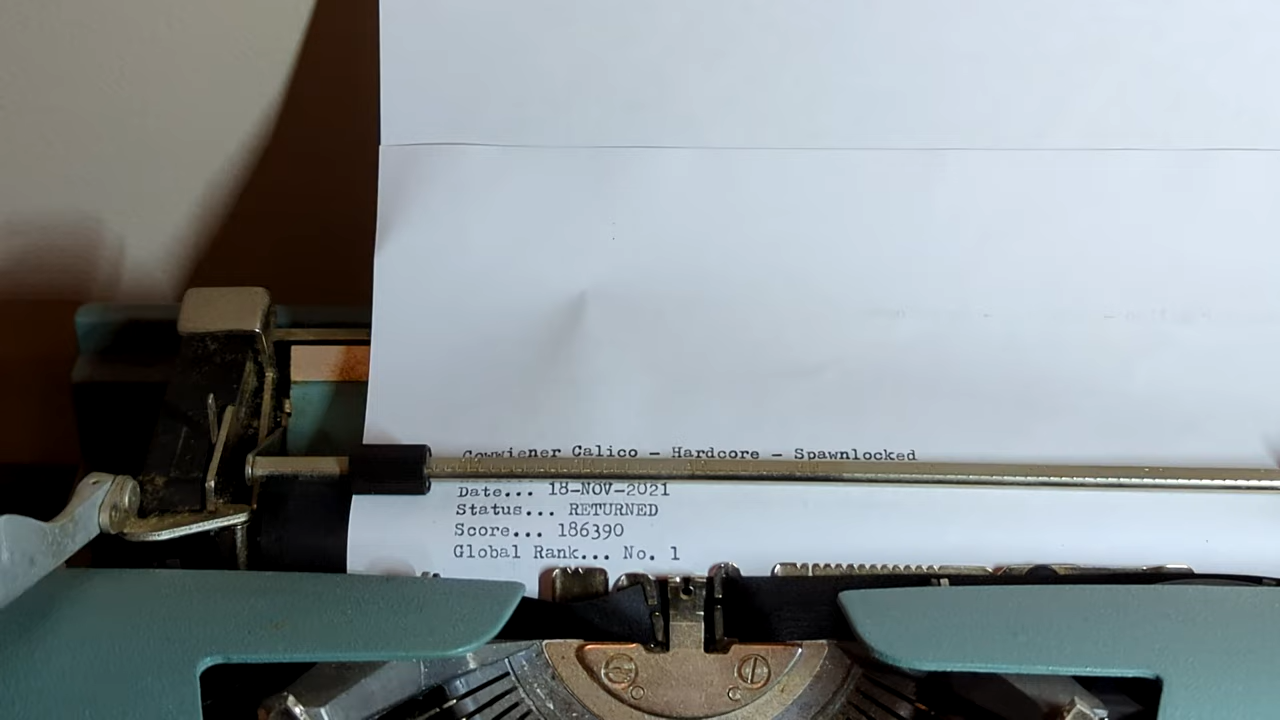 Cowwiener Calico – Hardcore – Spawnlocked
Date... 18-NOV-2021
Status... RETURNED
Score... 186390
Global Rank... No. 1